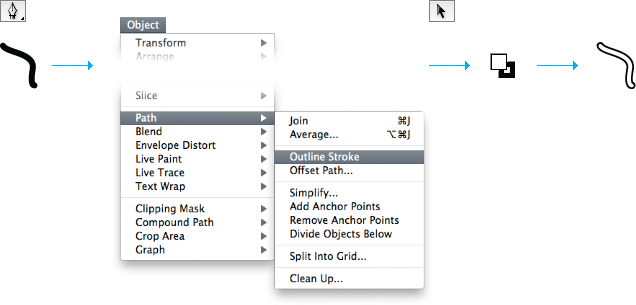 Object
Transform
Arrange
Slice
Path
Blend
Envelope Distort
Live Paint
Live Trace
Text Wrap
Clipping Mask
Compound Path
Crop Area
Graph
Join ⌘J
Average... ⌥⌘J
Outline Stroke
Offset Path...
Simplify...
Add Anchor Points
Remove Anchor Points
Divide Objects Below
Split Into Grid...
Clean Up...